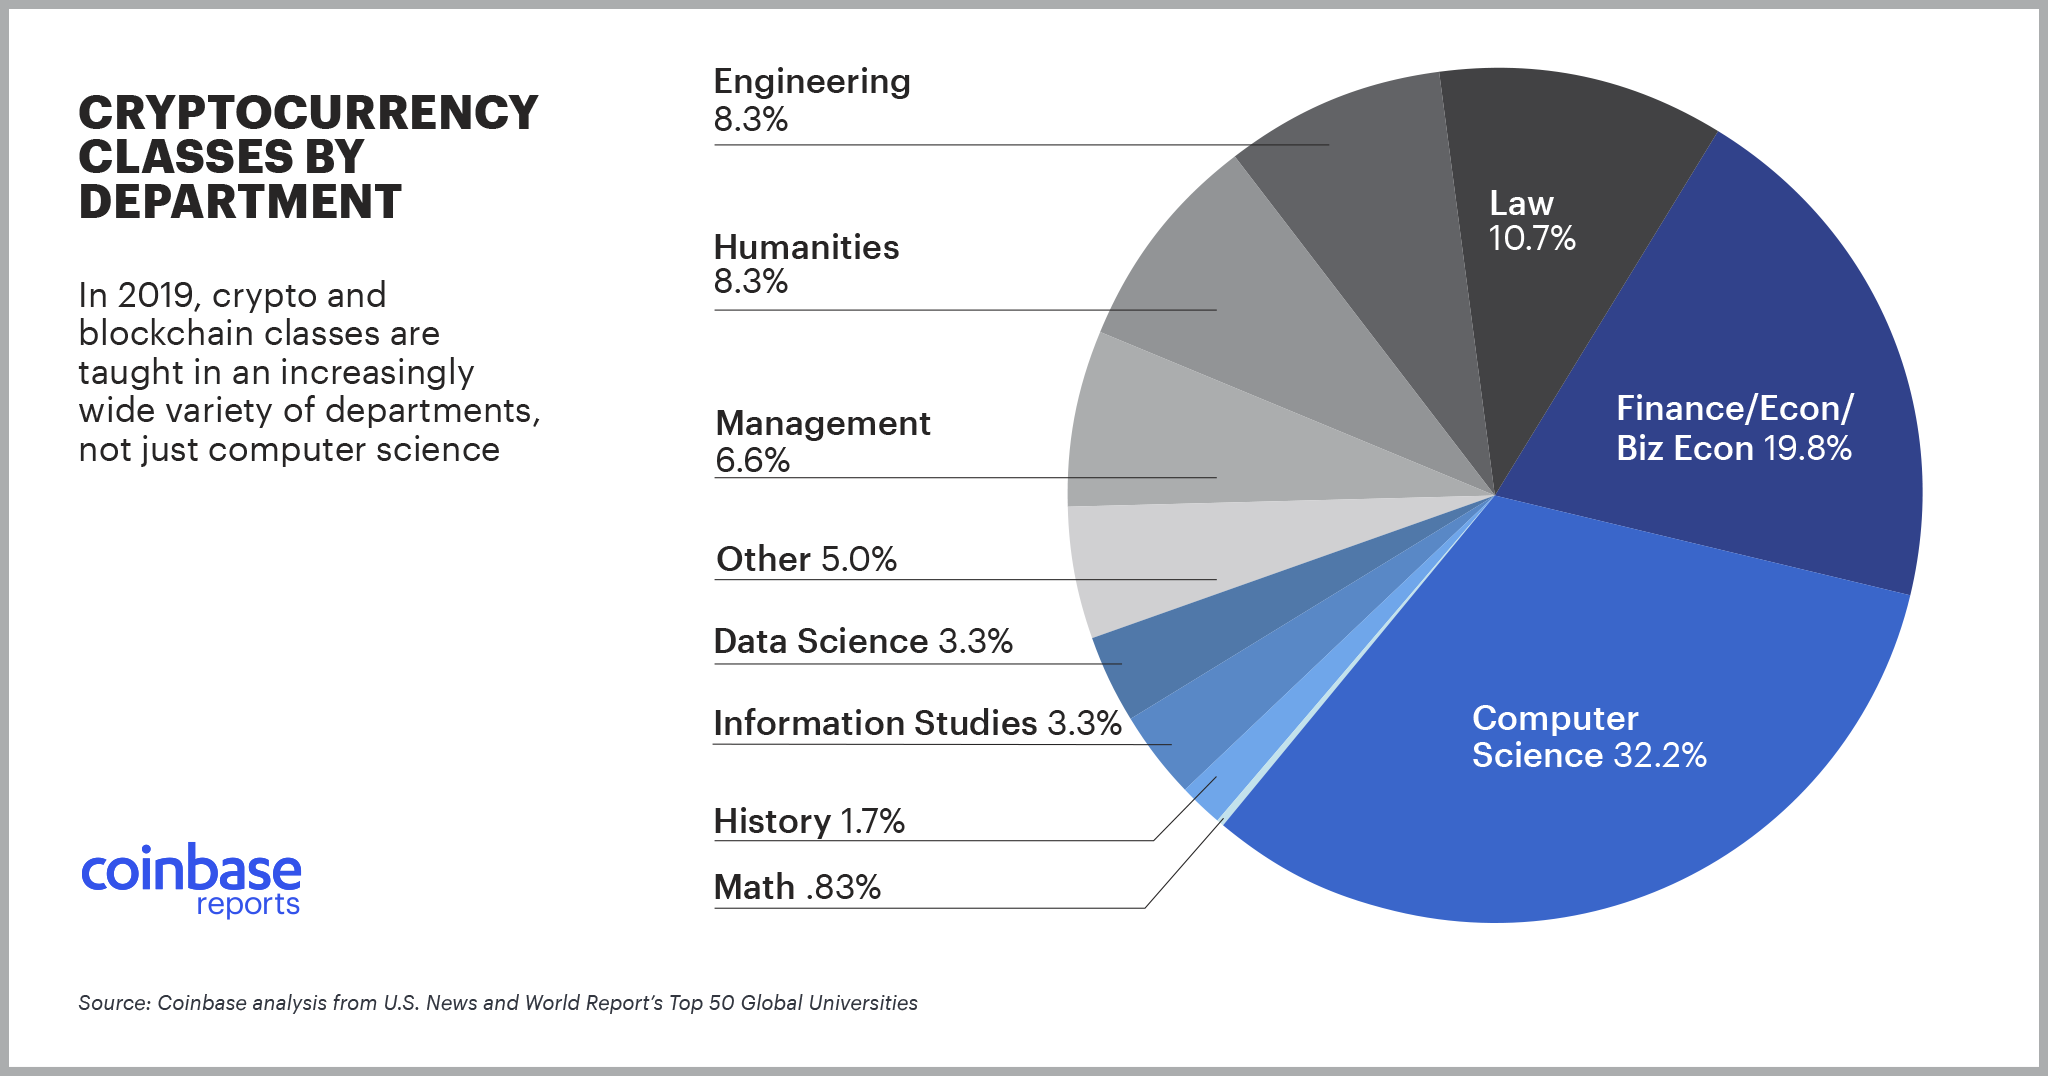 CRYPTOCURRENCY
CLASSES BY
DEPARTMENT
In 2019, crypto and
blockchain classes are
taught in an increasingly
wide variety of departments,
not just computer science
Engineering
8.3%
Humanities
8.3%
Management
6.6%
Other 5.0%
Data Science 3.3%
Information Studies 3.3%
History 1.7%
Math .83%
Law
10.7%
Finance/Econ/
Biz Econ 19.8%
Computer
Science 32.2%
coinbase
reports
Source: Coinbase analysis from U.S. News and World Report’s Top 50 Global Universities